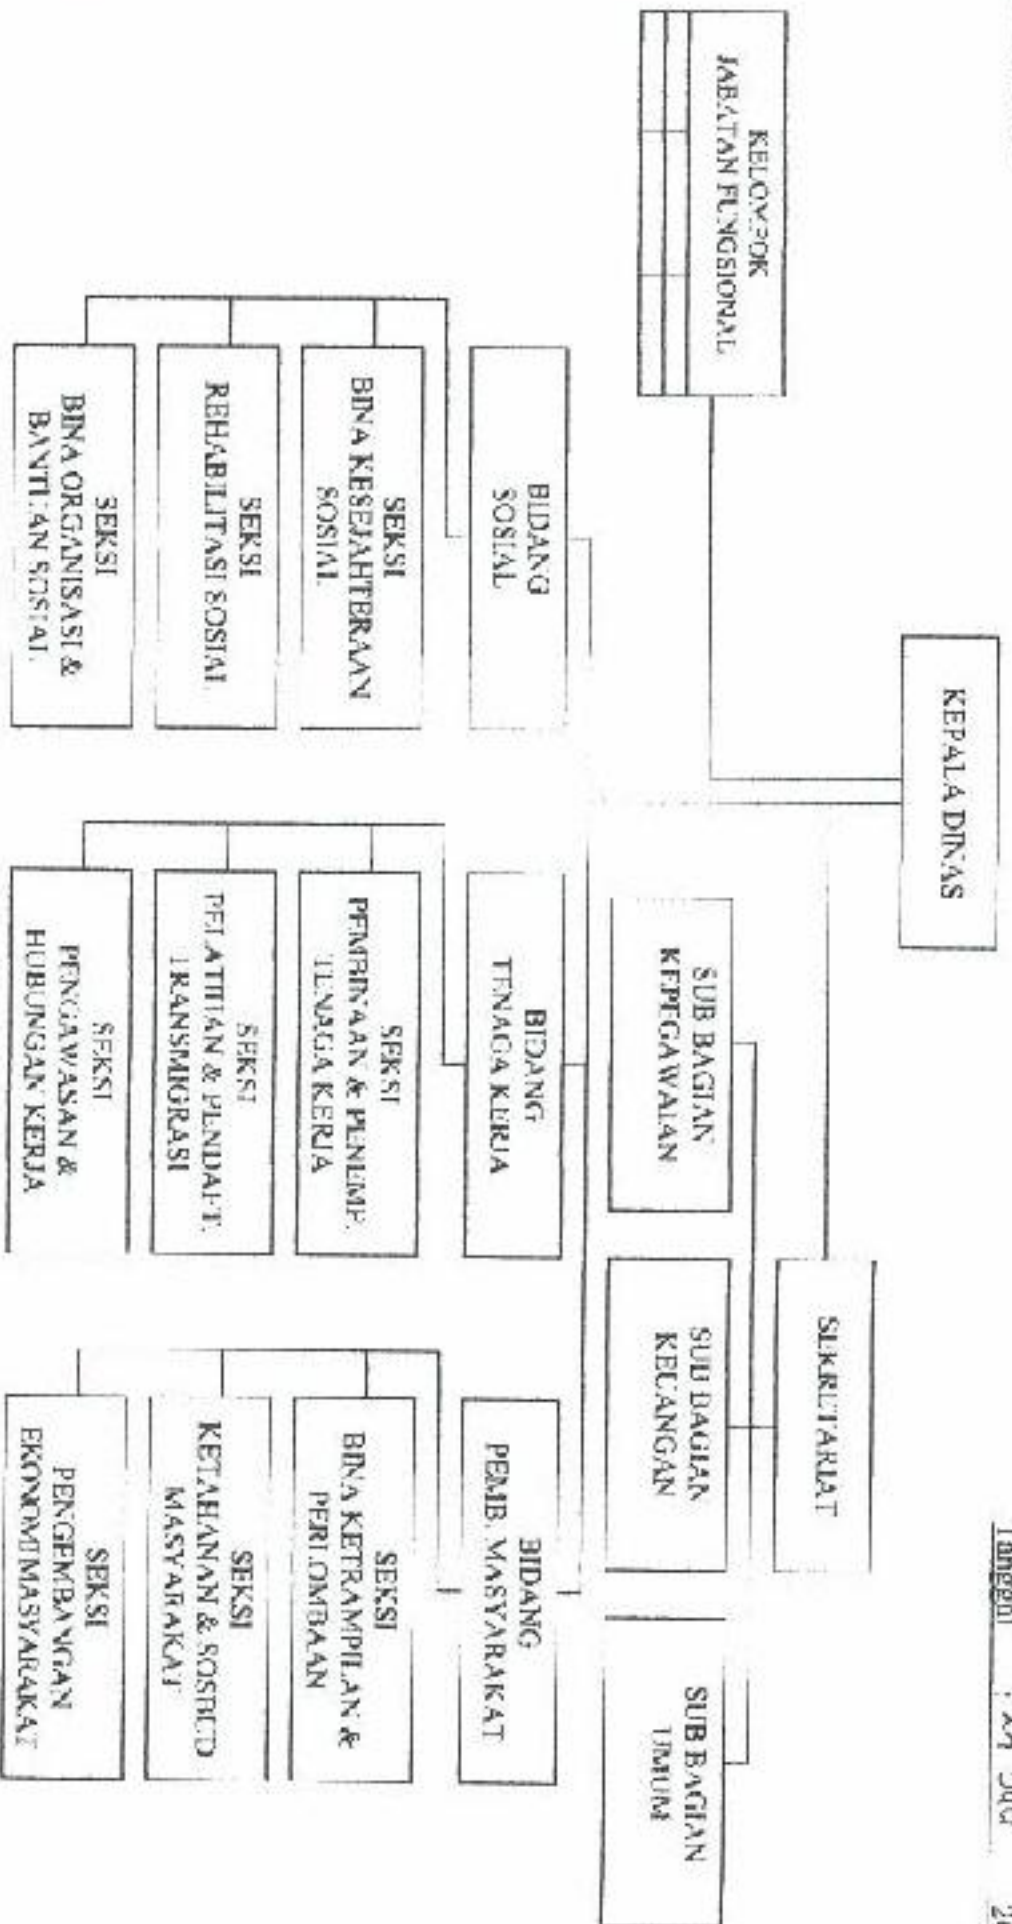 KEPALA DINAS
KELOMPOK
JABATAN FUNGSIONAL
SEKRETARIAT
SUB BAGIAN
KEPEGAWAIAN
SUB BAGIAN
KEUANGAN
SUB BAGIAN
UMUM
BIDANG
SOSIAL
SEKSI
BINA KESEJAHTERAAN
SOSIAL
SEKSI
REHABILITASI SOSIAL
SEKSI
BINA ORGANISASI &
BANTUAN SOSIAL
BIDANG
TENAGA KERJA
SEKSI
PEMBINAAN & PENEMP.
TENAGA KERJA
SEKSI
PELATIHAN & PENDAFT.
TRANSMIGRASI
SEKSI
PENGAWASAN &
HUBUNGAN KERJA
BIDANG
PEMB. MASYARAKAT
SEKSI
BINA KETRAMPILAN &
PERLOMBAAN
SEKSI
KETAHANAN & SOSBUD
MASYARAKAT
SEKSI
PENGEMBANGAN
EKONOMI MASYARAKAT